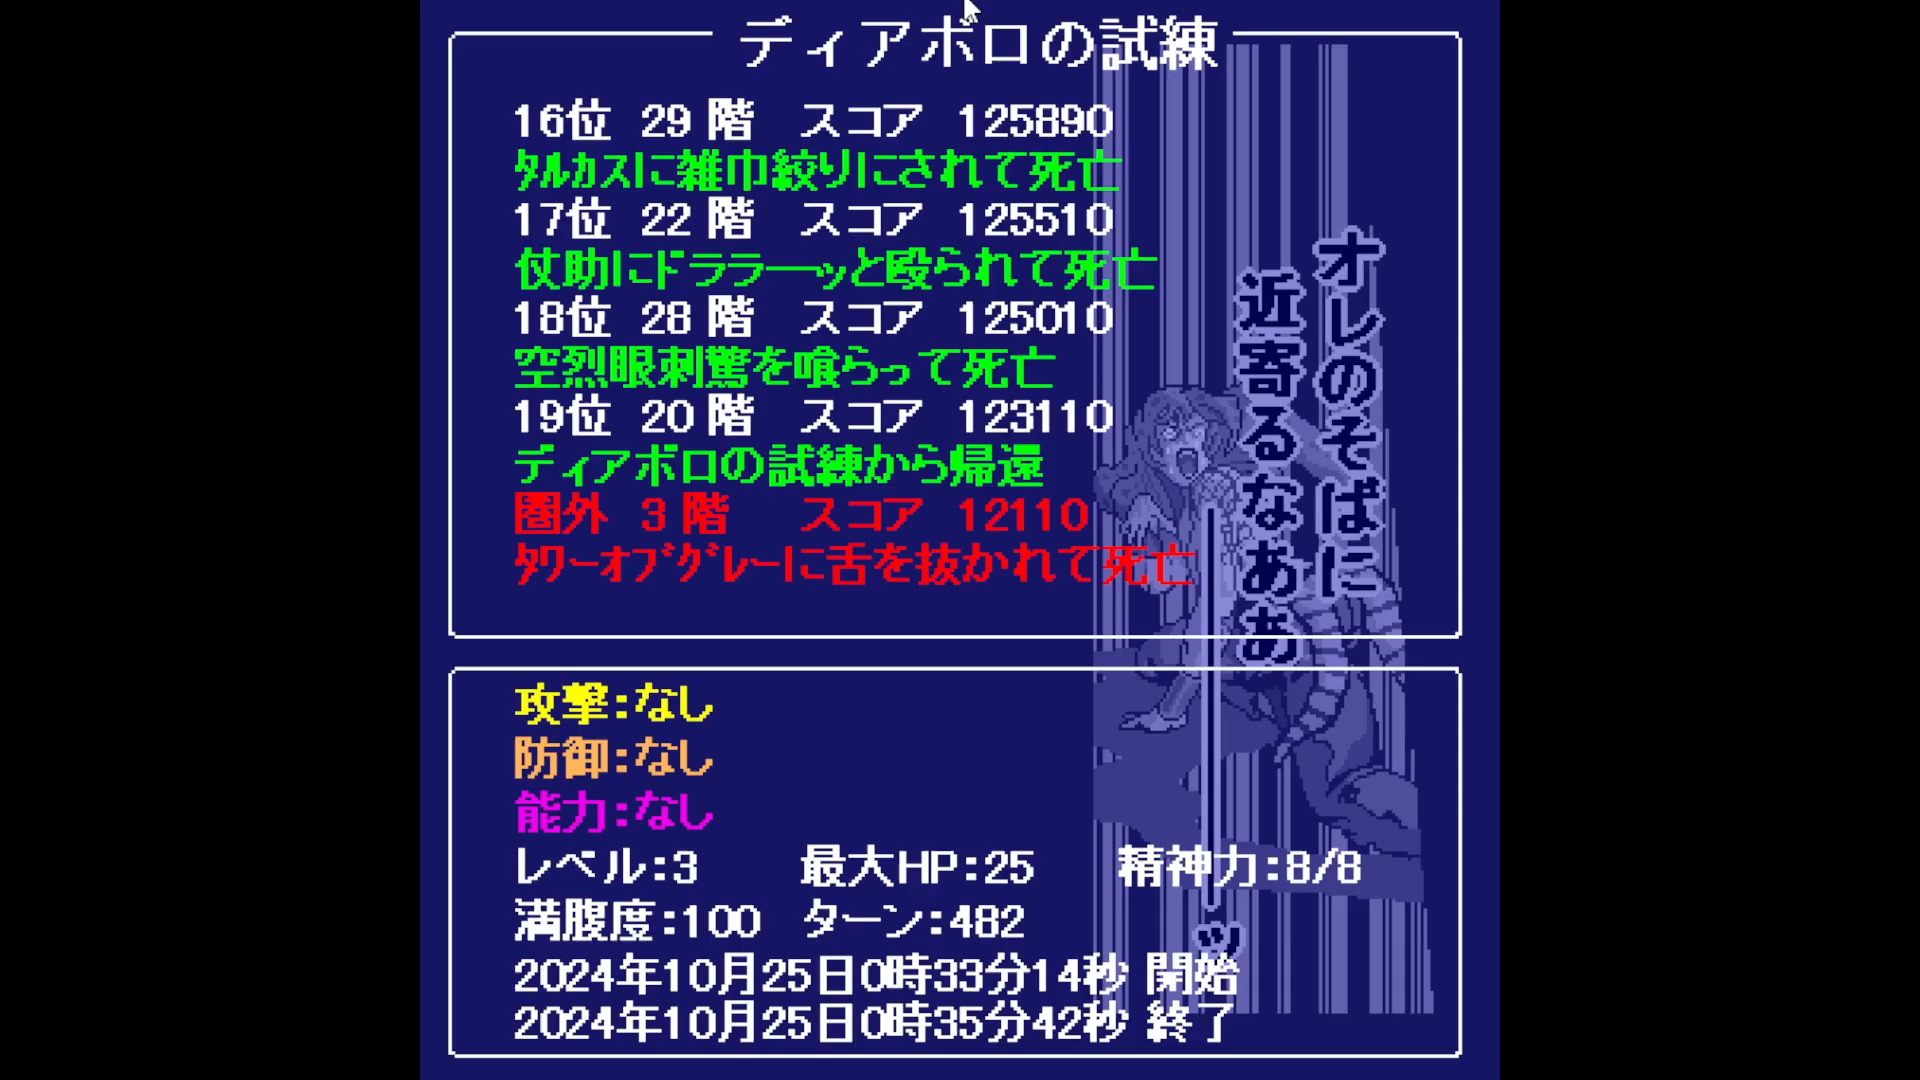 ディアボロの試練
16位 29階 スコア 125890
ﾀﾙｶｽに雑巾絞りにされて死亡
17位 22階 スコア 125510
仗助にﾄﾞララーッと殴られて死亡
18位 28階 スコア 125010
空烈眼刺驚を喰らって死亡
19位 20階 スコア 123110
ディアボロの試練から帰還
圏外 3階 スコア 12110
ﾀﾜｰｵﾌﾞｸﾞﾚｰに舌を抜かれて死亡
オレのそばに
近寄るなああーッ
攻撃:なし
防御:なし
能力:なし
レベル:3 最大HP:25 精神力:8/8
満腹度:100 ターン:482
2024年10月25日0時33分14秒 開始
2024年10月25日0時35分42秒 終了